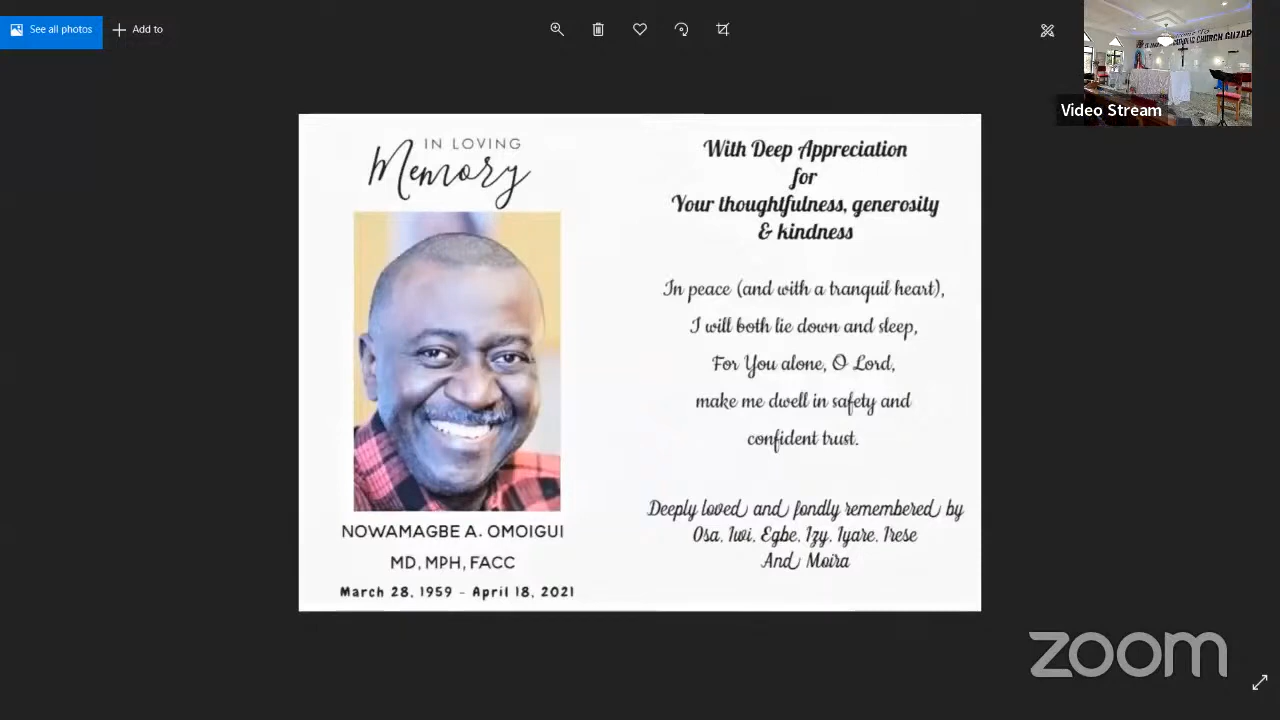 See all photos
Add to
Video Stream
IN LOVING
Memory
NOWAMAGBE A. OMOIGUI
MD, MPH, FACC
March 28, 1959 - April 18, 2021
With Deep Appreciation
for
Your thoughtfulness, generosity
& kindness
In peace (and with a tranquil heart),
I will both lie down and sleep,
For You alone, O Lord,
make me dwell in safety and
confident trust.
Deeply loved and fondly remembered by
Osa, Iwi, Egbe, Izy, Iyare, Irese
And Moira
zoom